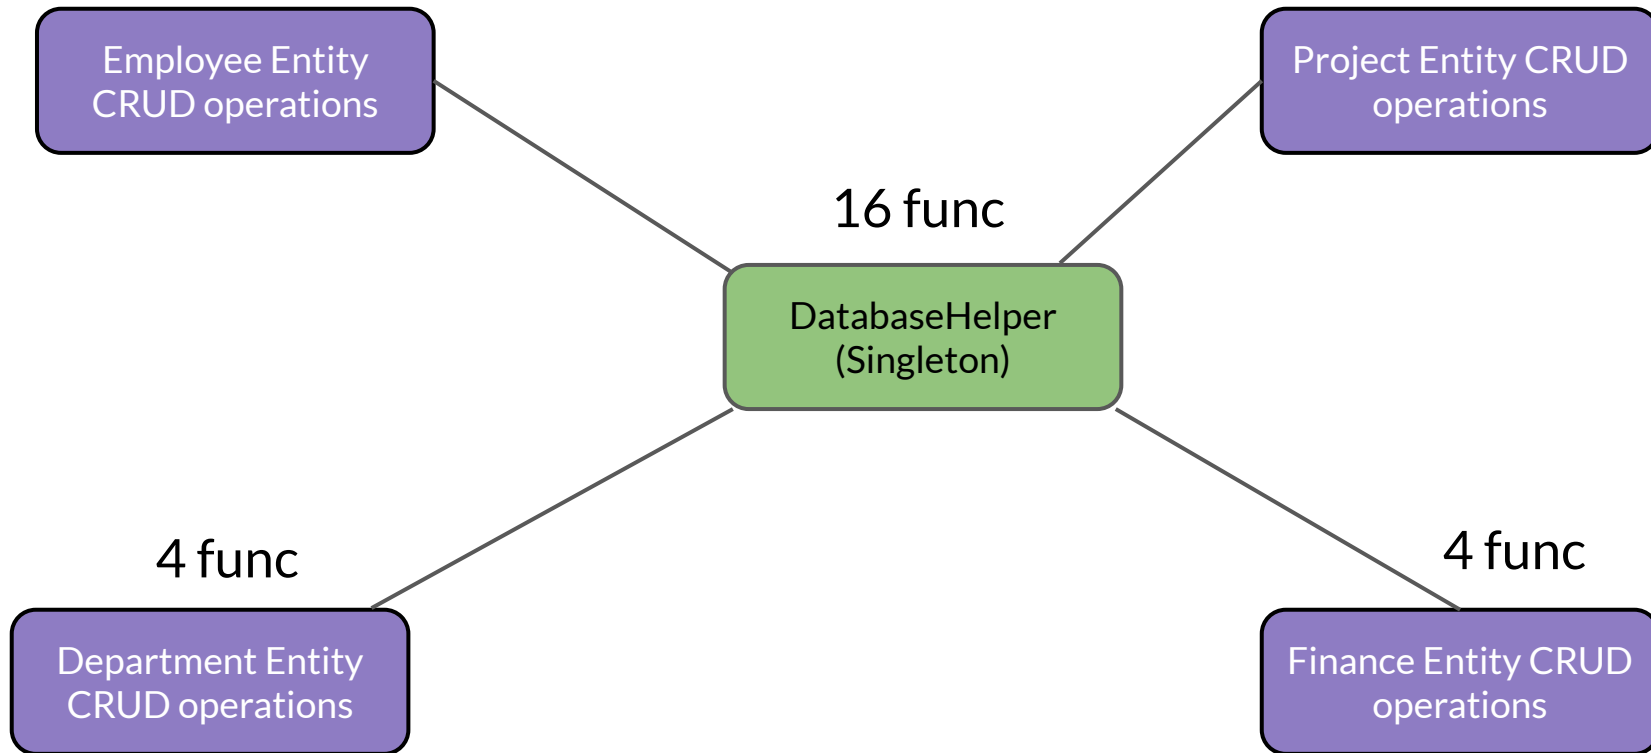 Employee Entity
CRUD operations
Project Entity CRUD
operations
16 func
DatabaseHelper
(Singleton)
4 func
4 func
Department Entity
CRUD operations
Finance Entity CRUD
operations